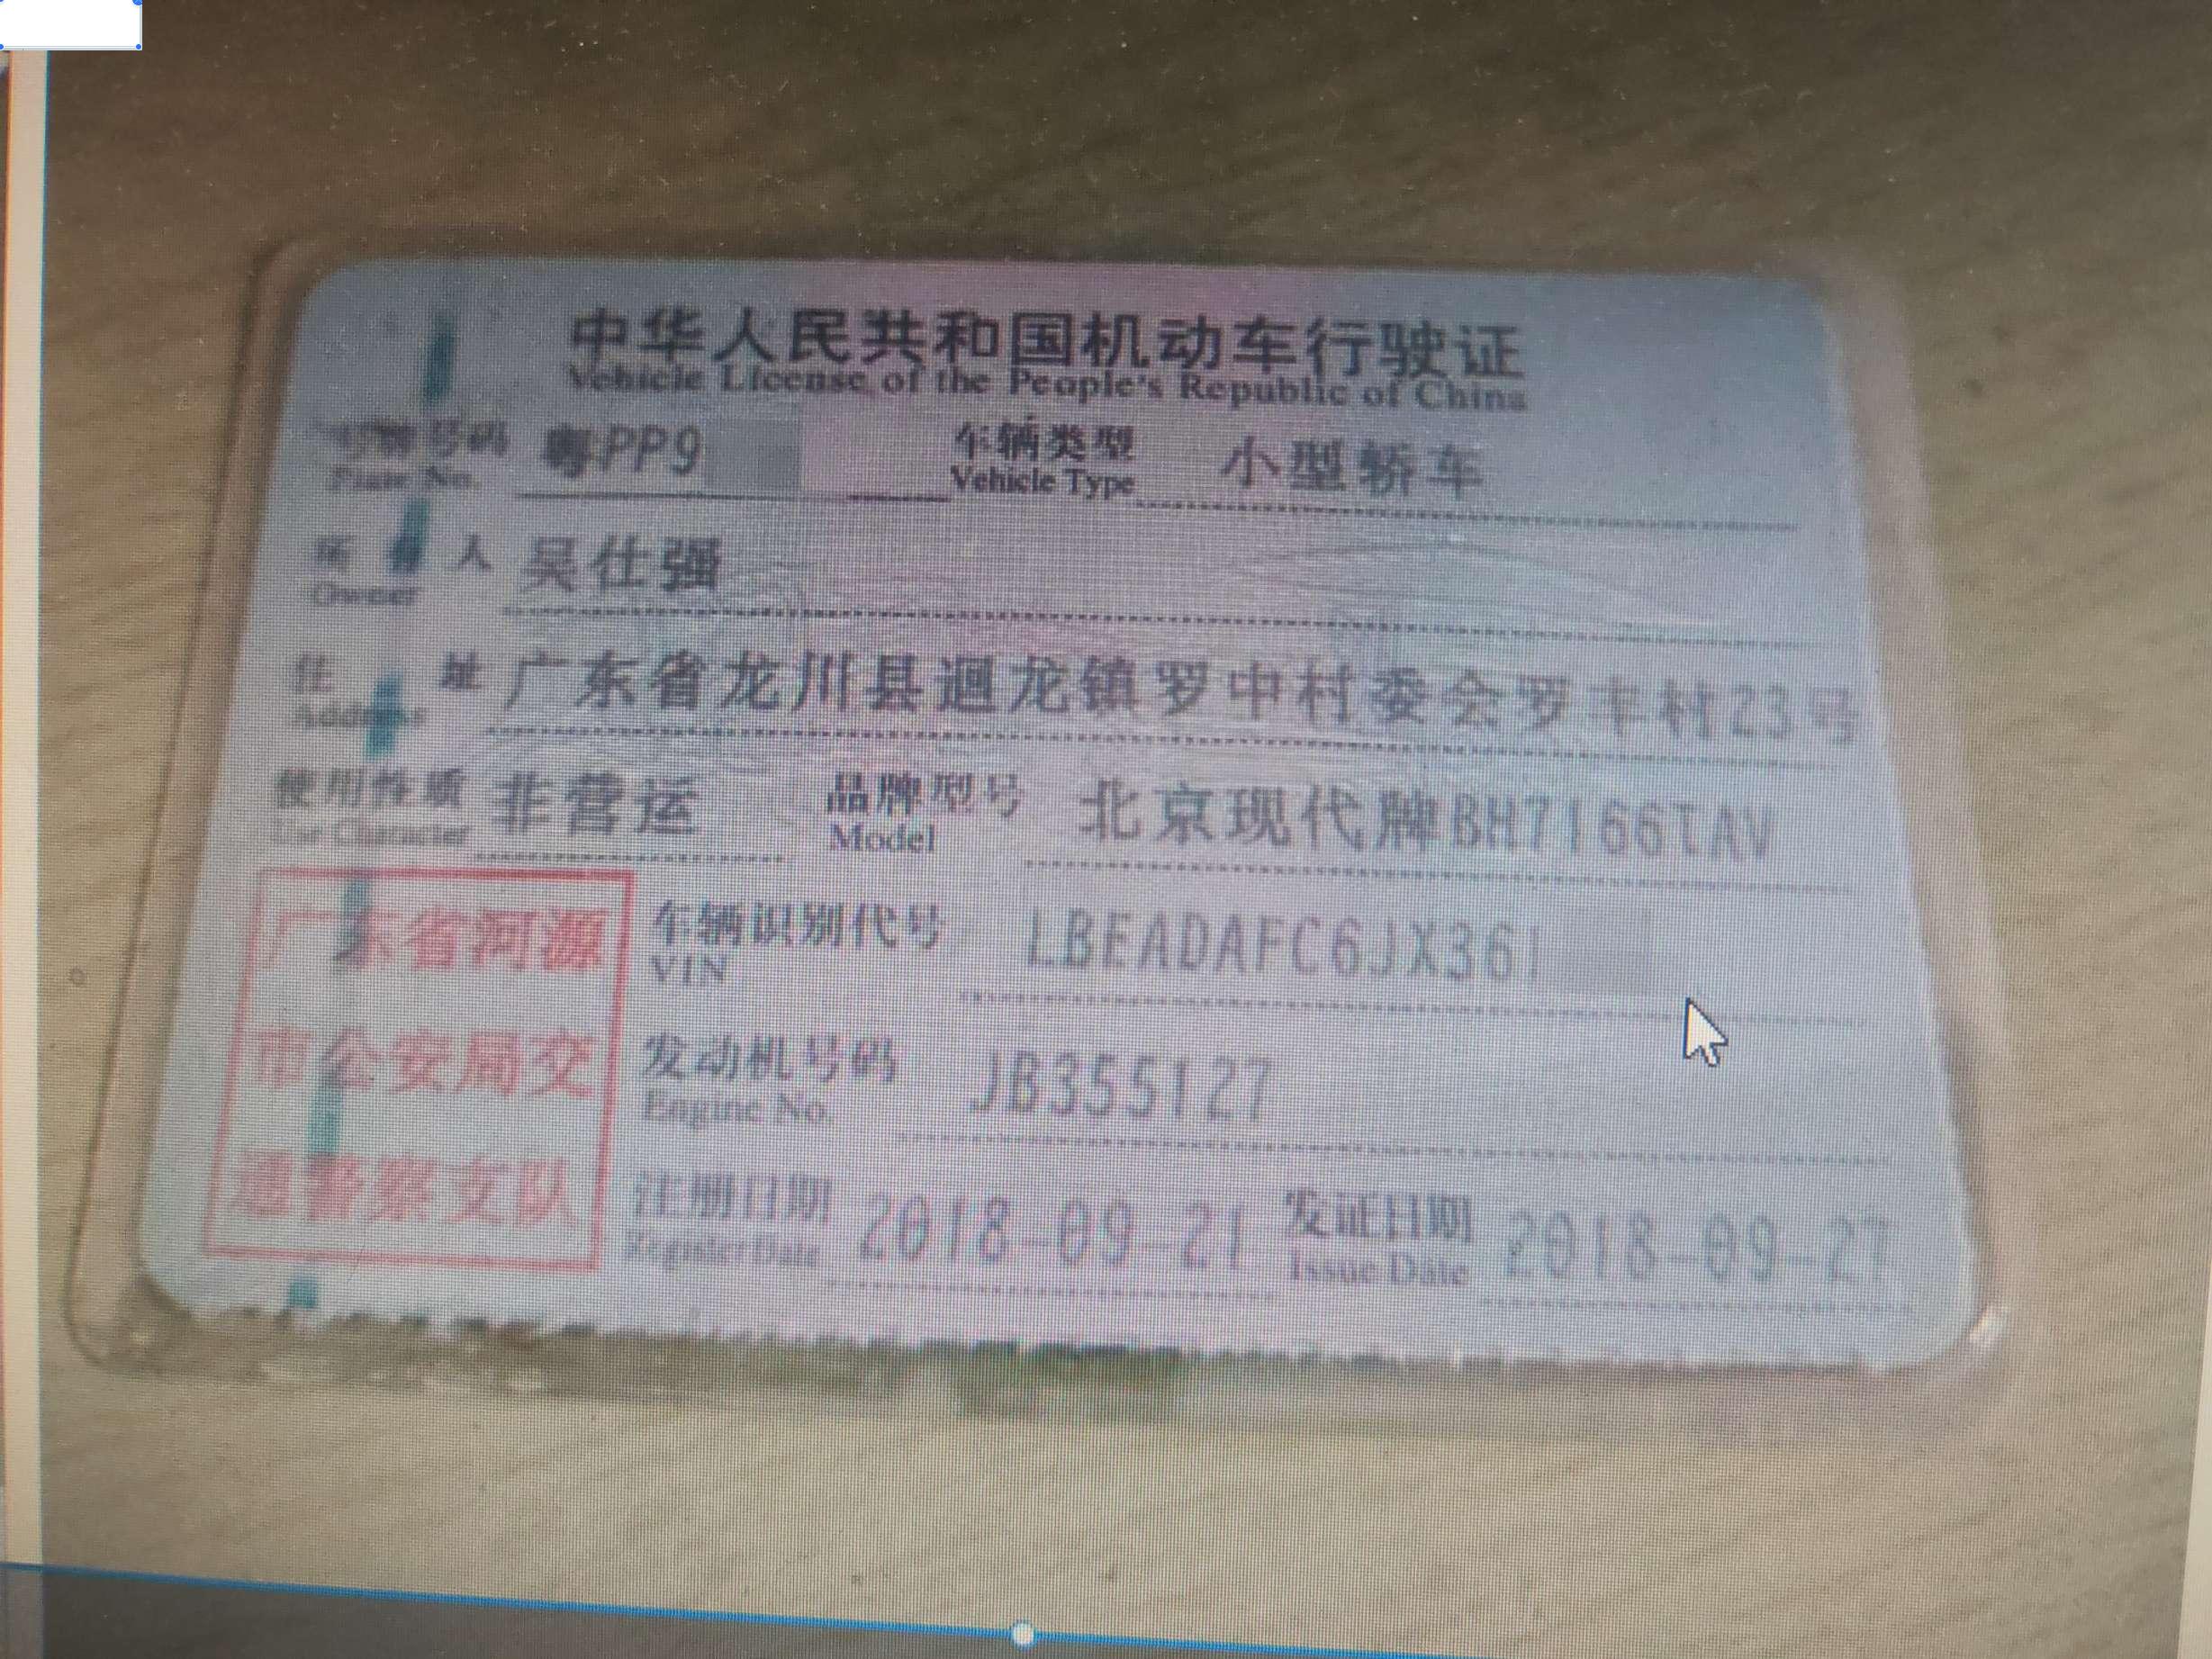 中华人民共和国机动车行驶证
Vehicle License of the People's Republic of China
号牌号码 粤PP9 车辆类型 小型轿车
Plate No. Vehicle Type
所有人 吴仕强
Owner
住址 广东省龙川县迴龙镇罗中村委会罗丰村23号
Address
使用性质 非营运 品牌型号 北京现代牌BH7166TAV
Use Character Model
广东省河源 车辆识别代号 LBEADAFC6JX361
VIN
市公安局交 发动机号码 JB355127
Engine No.
通警察支队 注册日期 2018-09-21 发证日期 2018-09-27
Register Date Issue Date